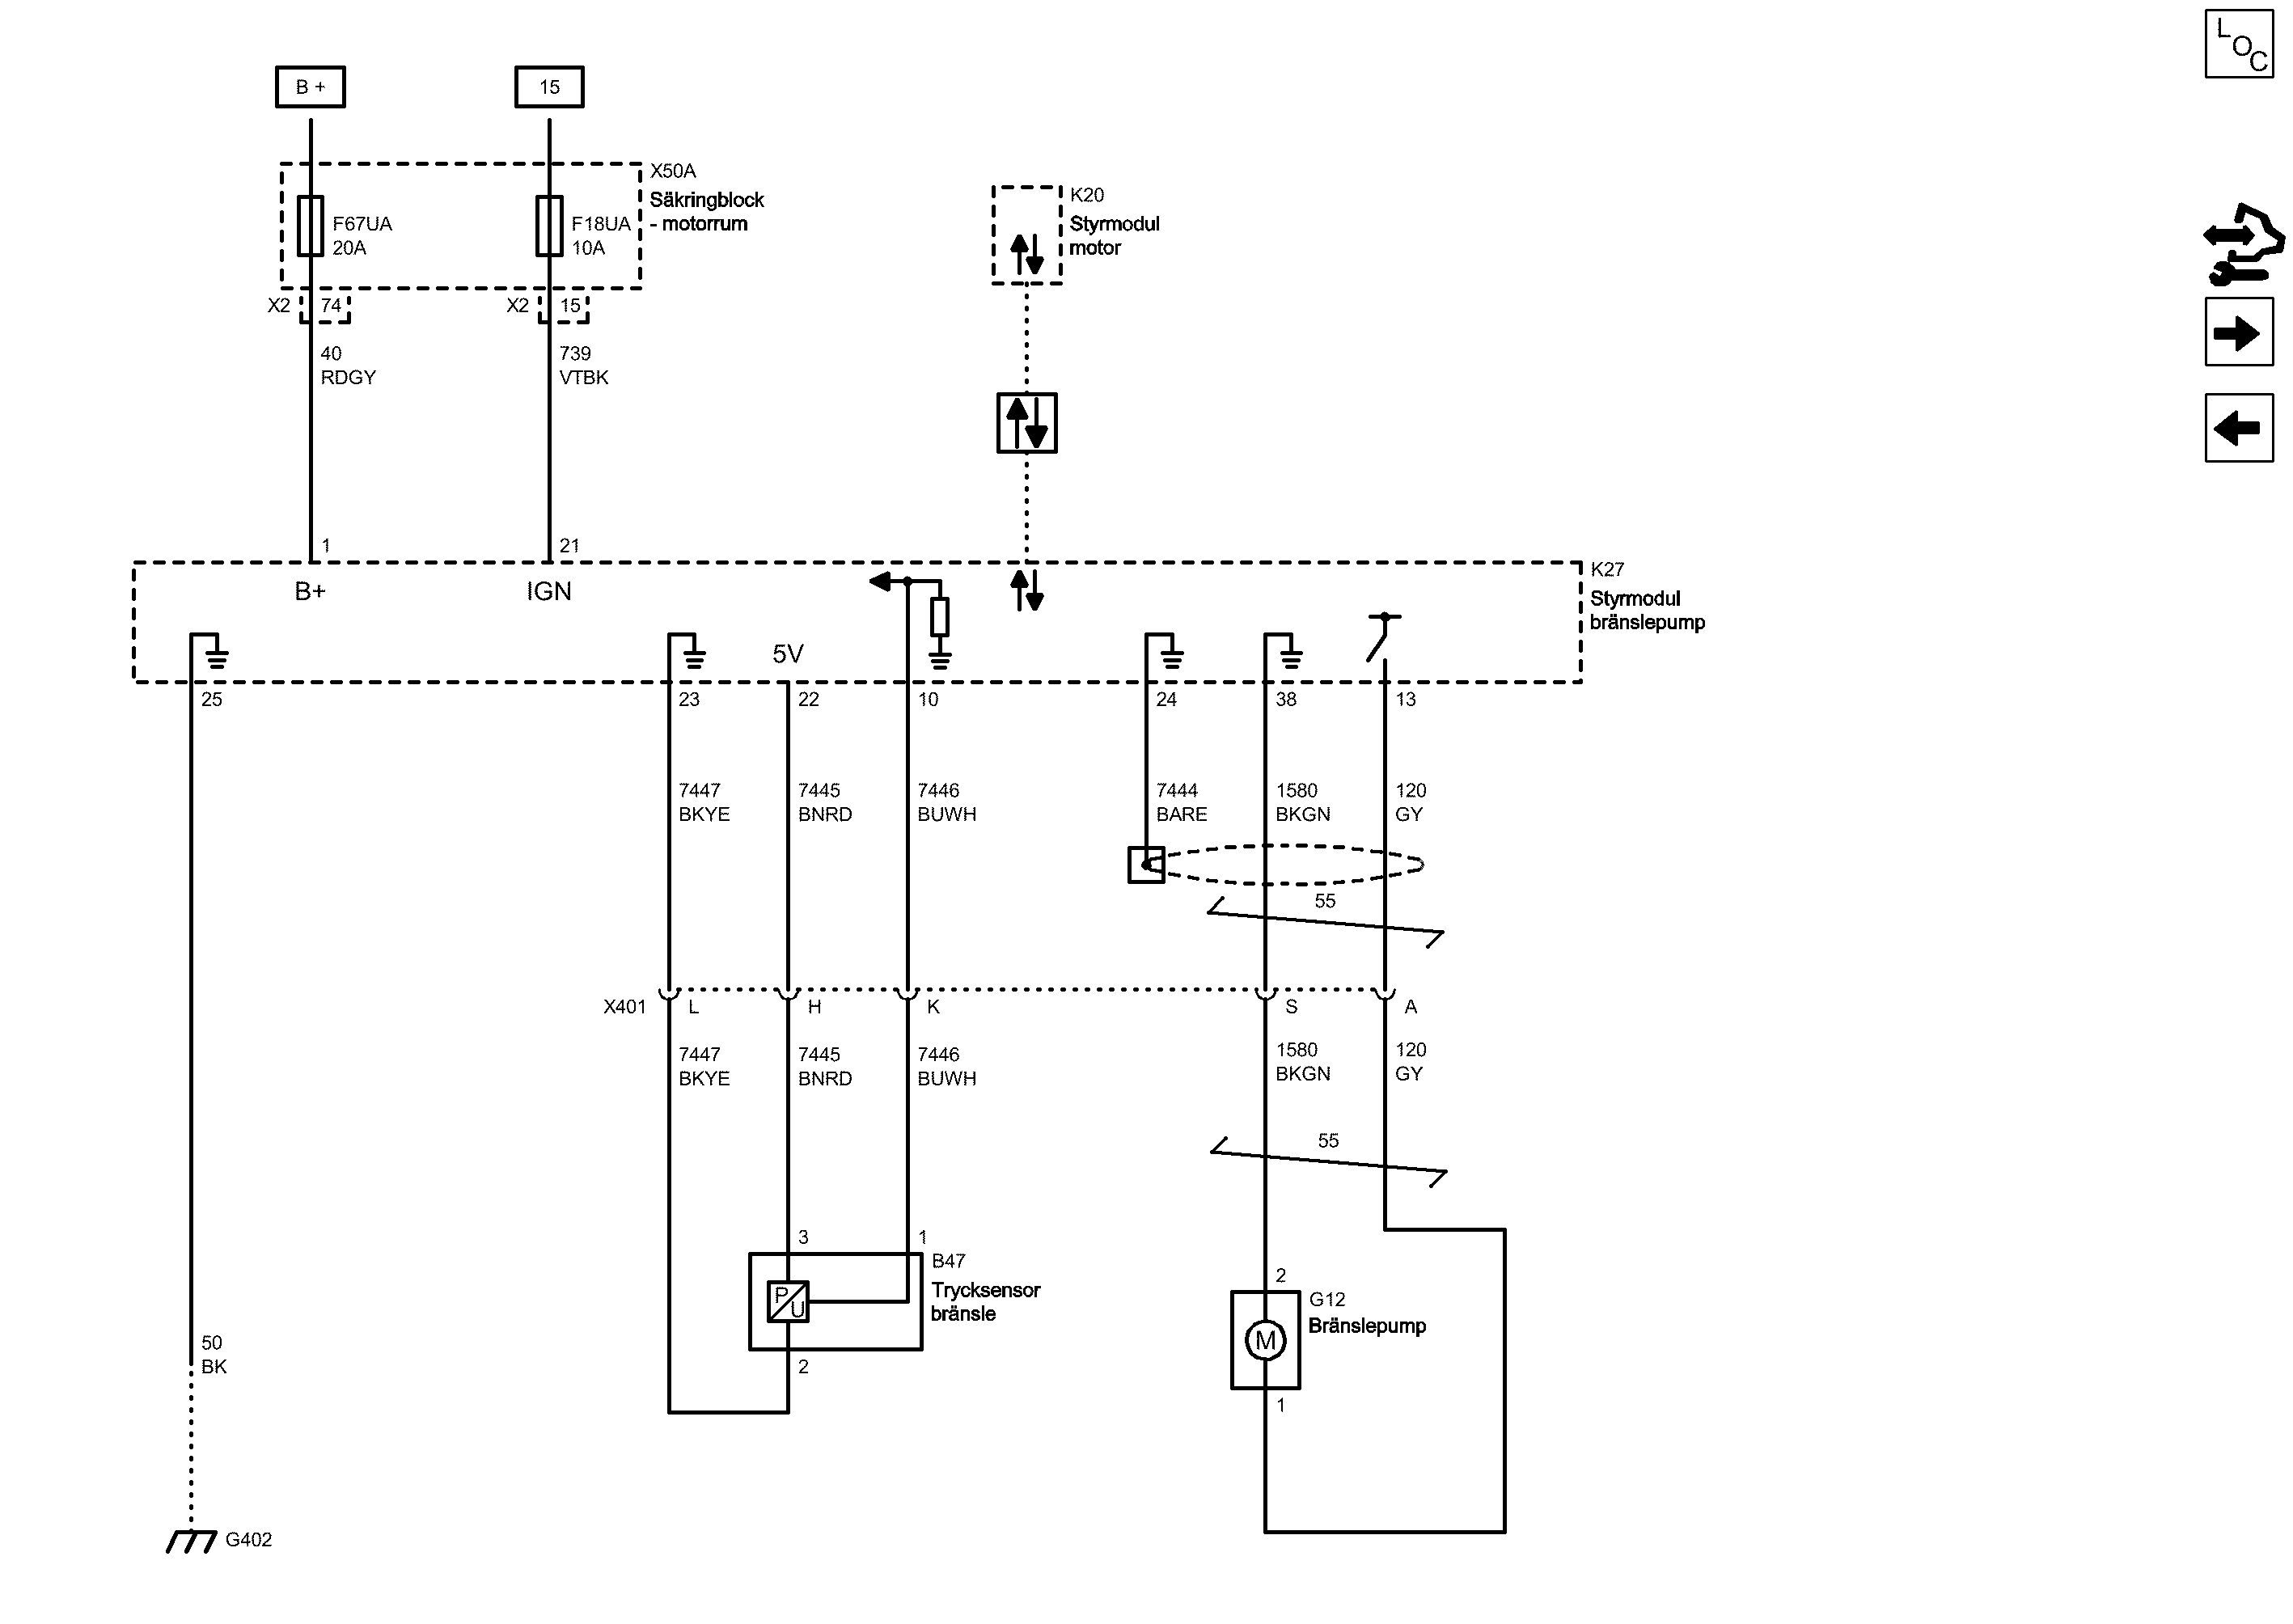 LOC
B +
15
X50A
Säkringblock
- motorrum
F67UA
20A
F18UA
10A
K20
Styrmodul
motor
X2
74
X2
15
40
RDGY
739
VTBK
1
21
K27
Styrmodul
bränslepump
B+
IGN
5V
25
23
22
10
24
38
13
7447
BKYE
7445
BNRD
7446
BUWH
7444
BARE
1580
BKGN
120
GY
55
X401
L
H
K
S
A
7447
BKYE
7445
BNRD
7446
BUWH
1580
BKGN
120
GY
55
3
1
B47
Trycksensor
bränsle
P
U
2
2
G12
Bränslepump
M
1
50
BK
G402